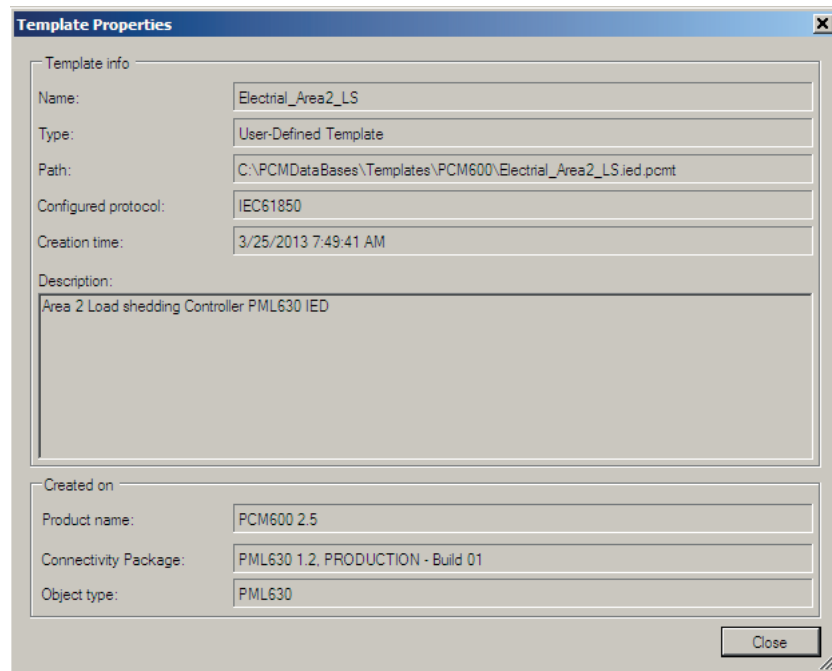 Template Properties
Template info
Name: Electrial_Area2_LS
Type: User-Defined Template
Path: C:\PCMDataBases\Templates\PCM600\Electrial_Area2_LS.ied.pcmt
Configured protocol: IEC61850
Creation time: 3/25/2013 7:49:41 AM
Description:
Area 2 Load shedding Controller PML630 IED
Created on
Product name: PCM600 2.5
Connectivity Package: PML630 1.2, PRODUCTION - Build 01
Object type: PML630
Close